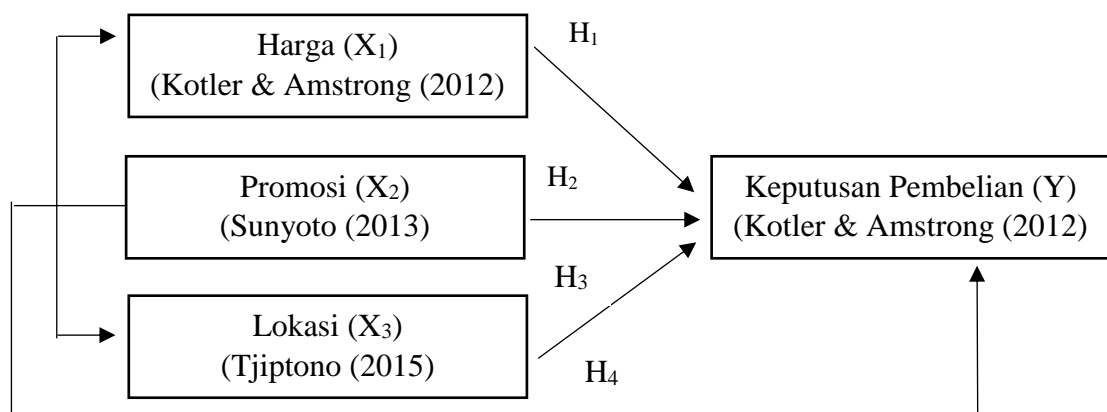 Harga (X₁)
(Kotler & Amstrong (2012)
H₁
Promosi (X₂)
(Sunyoto (2013)
H₂
Keputusan Pembelian (Y)
(Kotler & Amstrong (2012)
Lokasi (X₃)
(Tjiptono (2015)
H₃
H₄